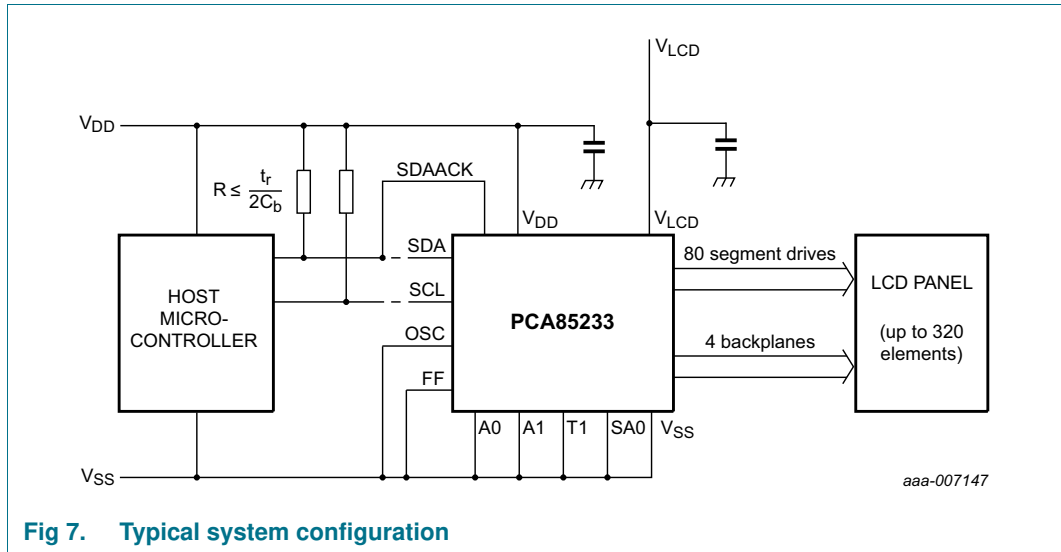 VLCD
VDD
SDAACK
R ≤ tr
2Cb
VDD
VLCD
SDA
80 segment drives
HOST
MICRO-
CONTROLLER
SCL
PCA85233
LCD PANEL
(up to 320
elements)
OSC
4 backplanes
FF
A0 A1 T1 SA0 VSS
VSS
aaa-007147
Fig 7. Typical system configuration